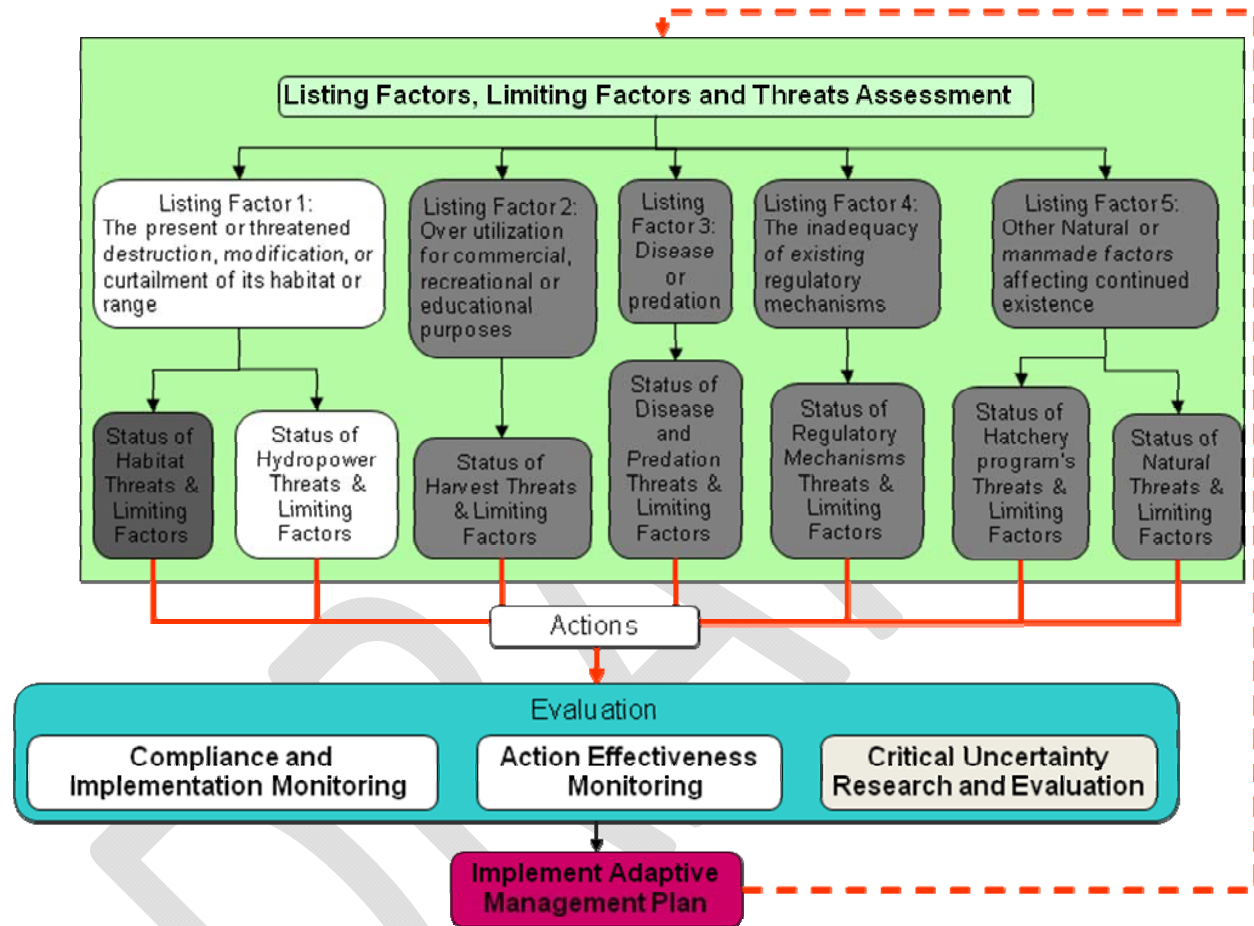 Listing Factors, Limiting Factors and Threats Assessment
Listing Factor 1:
The present or threatened
destruction, modification, or
curtailment of its habitat or
range
Listing Factor 2:
Over utilization
for commercial,
recreational or
educational
purposes
Listing
Factor 3:
Disease
or
predation
Listing Factor 4:
The inadequacy
of existing
regulatory
mechanisms
Listing Factor 5:
Other Natural or
manmade factors
affecting continued
existence
Status of
Habitat
Threats &
Limiting
Factors
Status of
Hydropower
Threats &
Limiting
Factors
Status of
Harvest Threats
& Limiting
Factors
Status of
Disease
and
Predation
Threats &
Limiting
Factors
Status of
Regulatory
Mechanisms
Threats &
Limiting
Factors
Status of
Hatchery
program's
Threats &
Limiting
Factors
Status of
Natural
Threats &
Limiting
Factors
Actions
Evaluation
Compliance and
Implementation Monitoring
Action Effectiveness
Monitoring
Critical Uncertainty
Research and Evaluation
Implement Adaptive
Management Plan